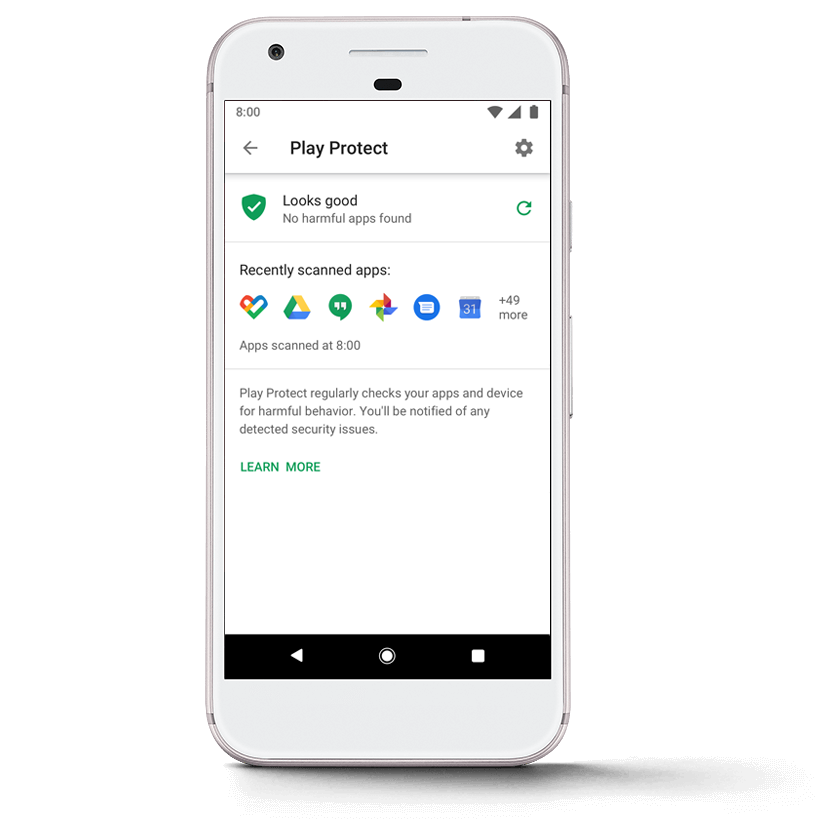 8:00
Play Protect
Looks good
No harmful apps found
Recently scanned apps:
31
+49
more
Apps scanned at 8:00
Play Protect regularly checks your apps and device
for harmful behavior. You'll be notified of any
detected security issues.
LEARN MORE